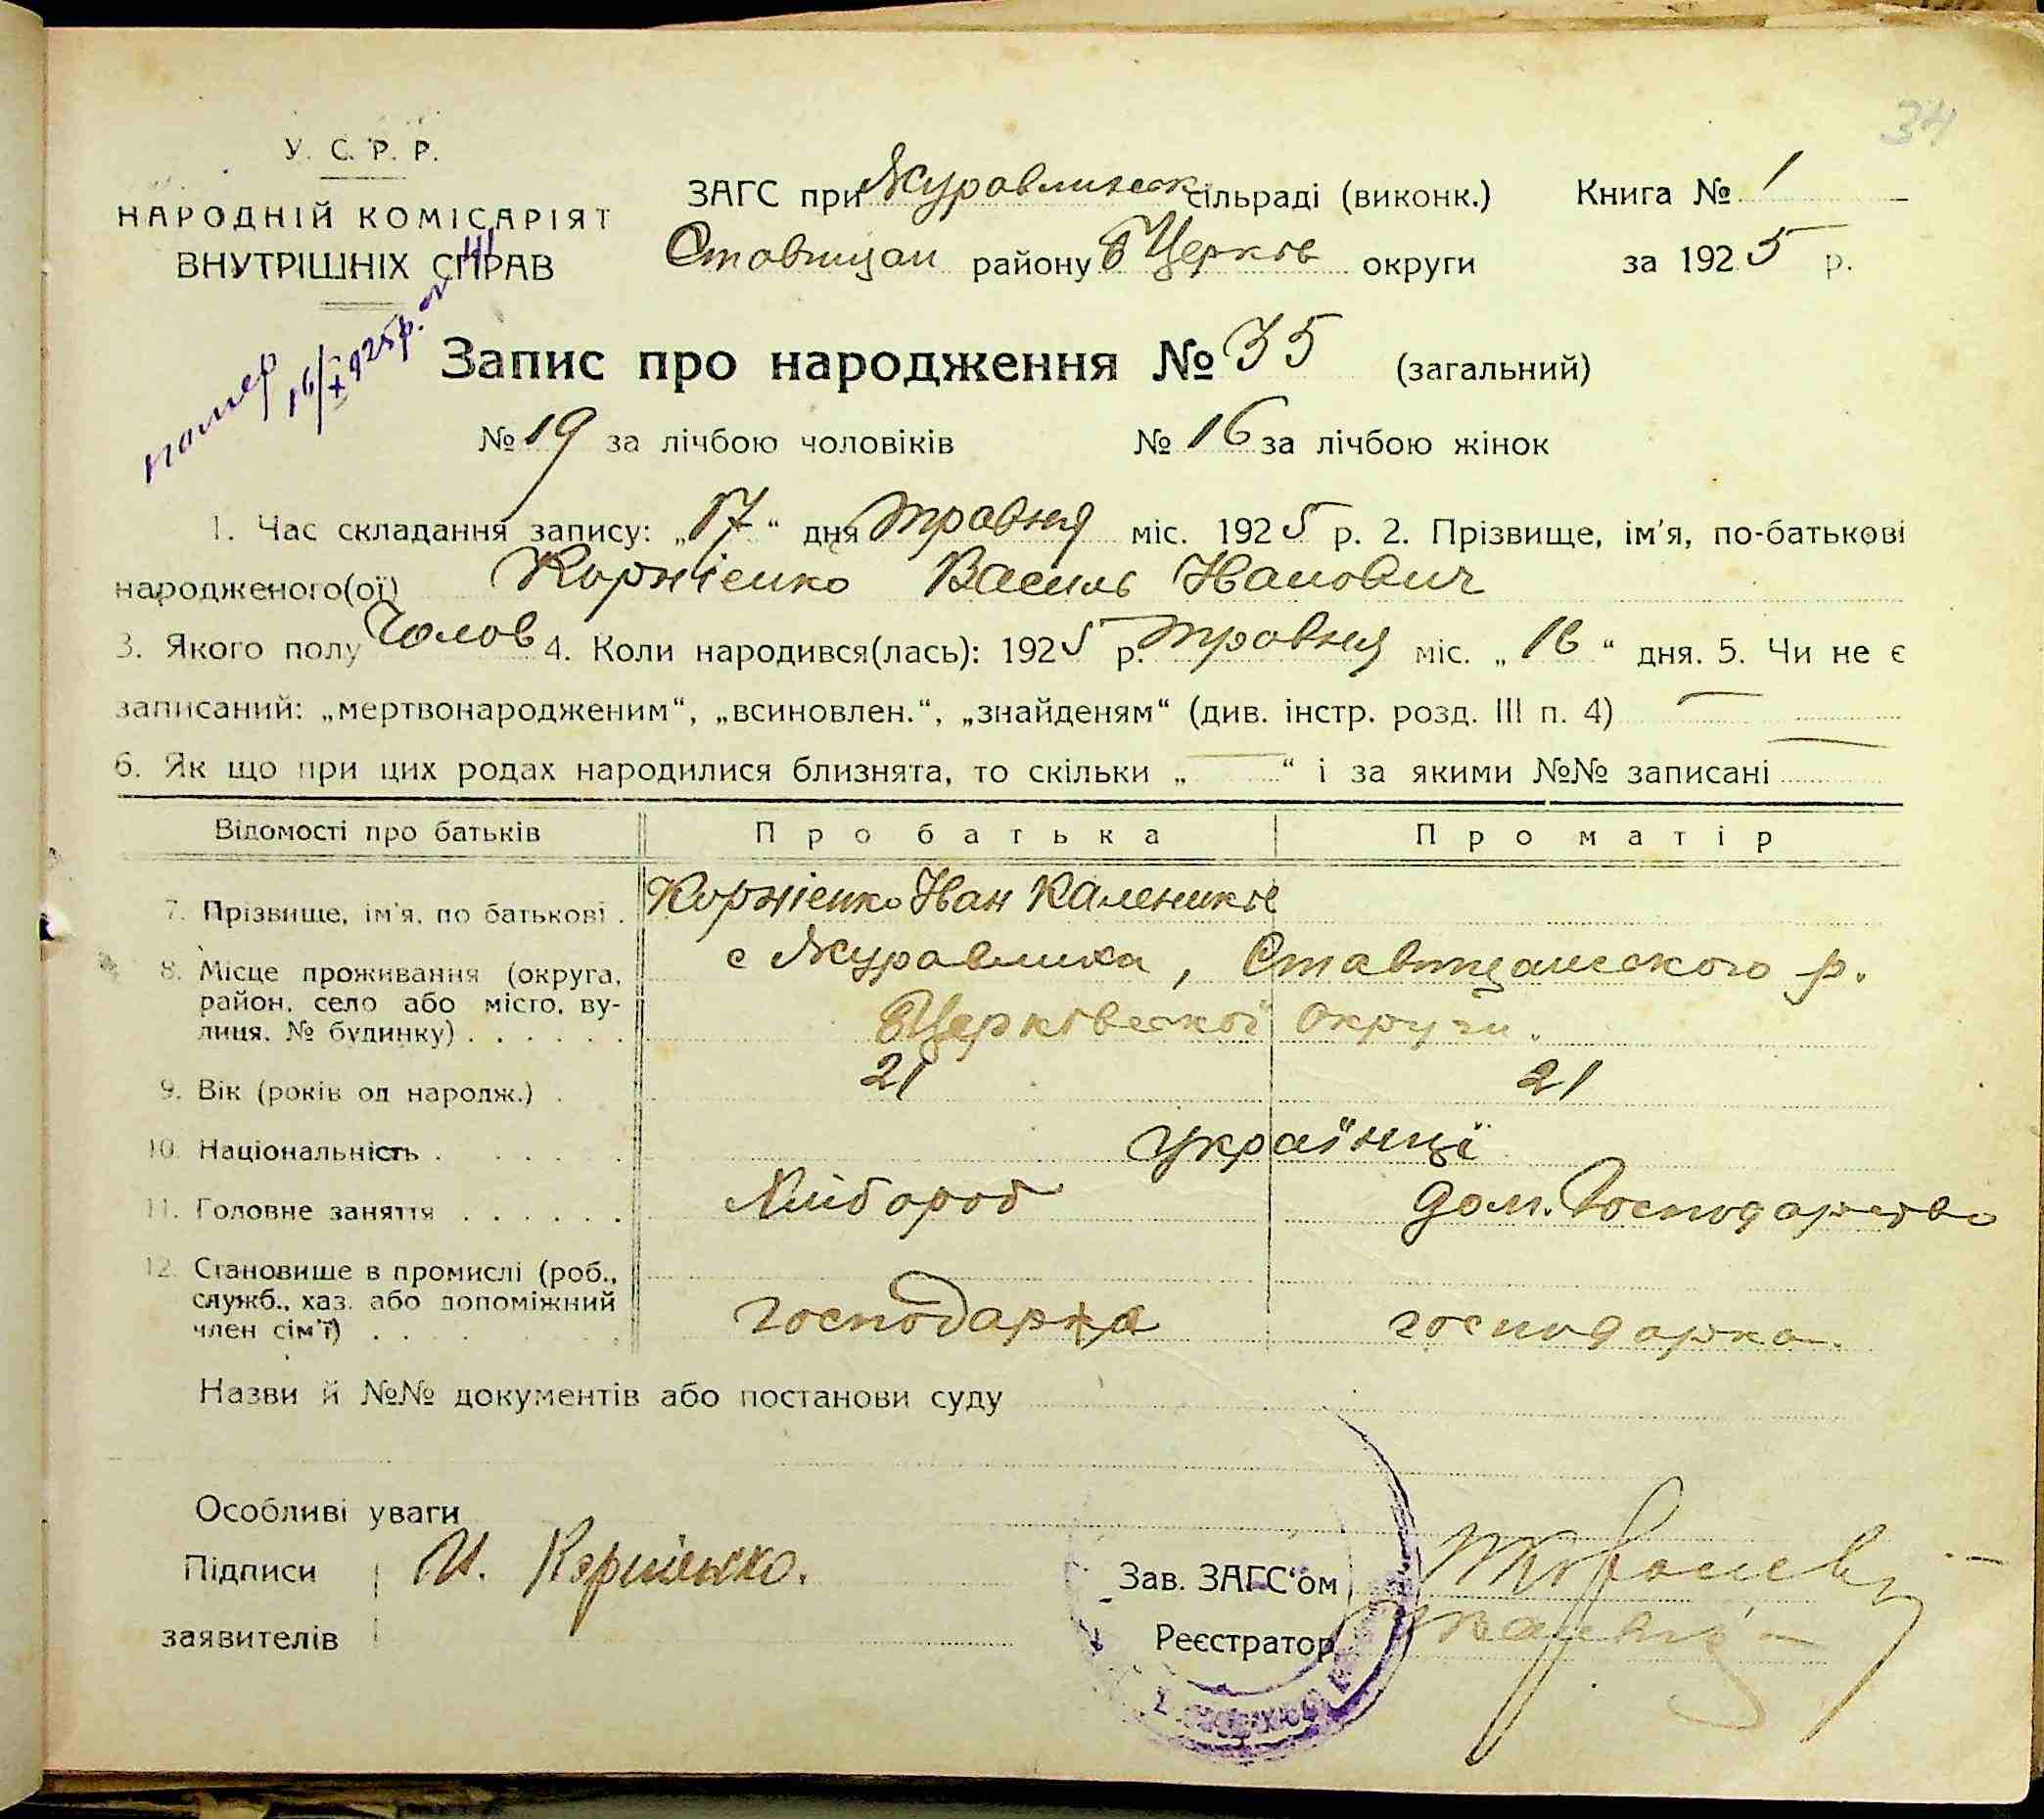 34
У. С. Р. Р.
НАРОДНІЙ КОМІСАРІЯТ
ВНУТРІШНІХ СПРАВ
ЗАГС при Журавлинск сільраді (виконк.) Книга № 1
Ставищан району БЦерків округи за 1925 р.
помер 16/X 925р.
Запис про народження № 35 (загальний)
№ 19 за лічбою чоловіків № 16 за лічбою жінок
1. Час складання запису: „17“ дня травня міс. 1925 р. 2. Прізвище, ім'я, по-батькові
народженого(ої) Корнієнко Василь Иванович
3. Якого полу Чолов 4. Коли народився(лась): 1925 р. травня міс. „16“ дня. 5. Чи не є
записаний: „мертвонародженим“, „всиновлен.“, „знайденям“ (див. інстр. розд. III п. 4)
6. Як що при цих родах народилися близнята, то скільки „ “ і за якими №№ записані
Відомості про батьків Про батька Про матір
7. Прізвище, ім'я, по батькові . Корнієнко Иван Калеників
8. Місце проживання (округа, с Журавлиха, Ставищанського р.
район, село або місто, ву-
лиця, № будинку) . . . . . . БЦерківської Округи.
9. Вік (років од народж.) . 21 21
10. Національність . . . . . українці
11. Головне заняття . . . . . . Хлібороб дом. Господарство
12. Становище в промислі (роб.,
служб., хаз. або допоміжний
член сім'ї) . . . . господарка господарка.
Назви й №№ документів або постанови суду
Особливі уваги
Підписи И. Корнієнко. Зав. ЗАГС'ом
заявителів Реєстратор